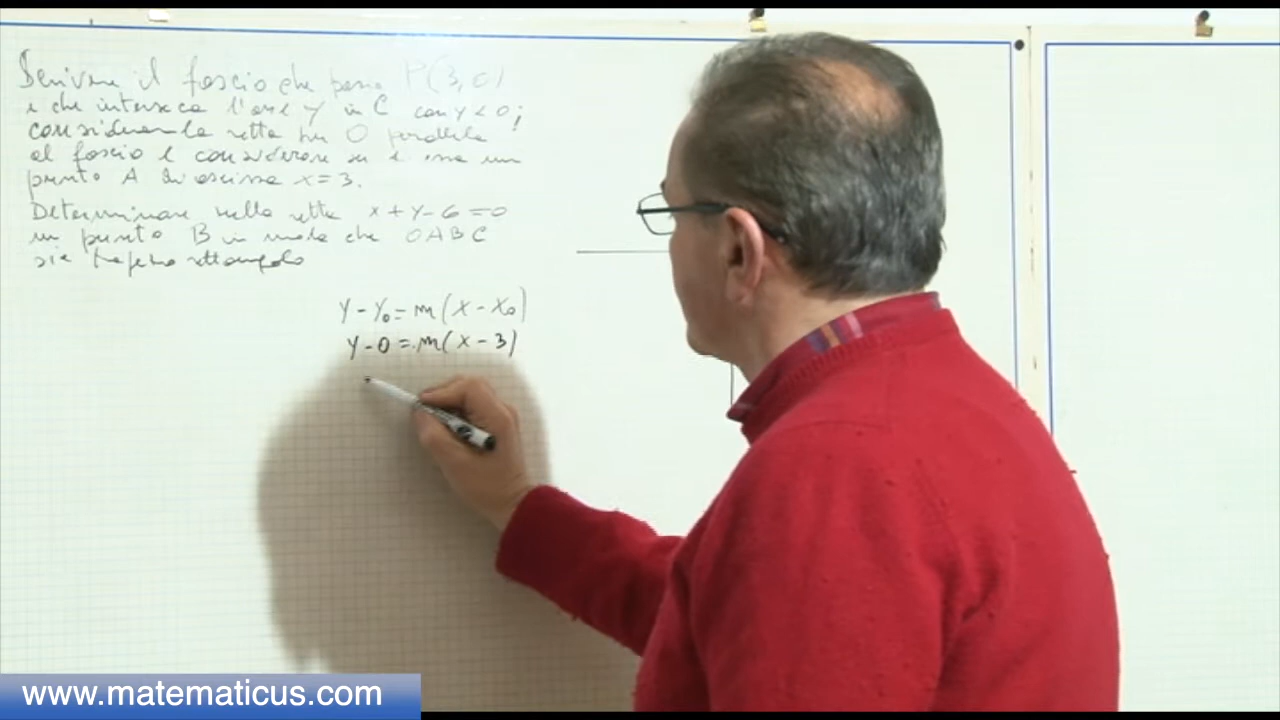 Scrivere il fascio che passa P(3,0)
e che interseca l'asse y in C con y<0;
considerare la retta per O parallela
al fascio e considerare su essa un
punto A di ascissa x=3.
Determinare sulla retta x+y-6=0
un punto B in modo che OABC
sia trapezio rettangolo
y-y₀=m(x-x₀)
y-0=m(x-3)
www.matematicus.com